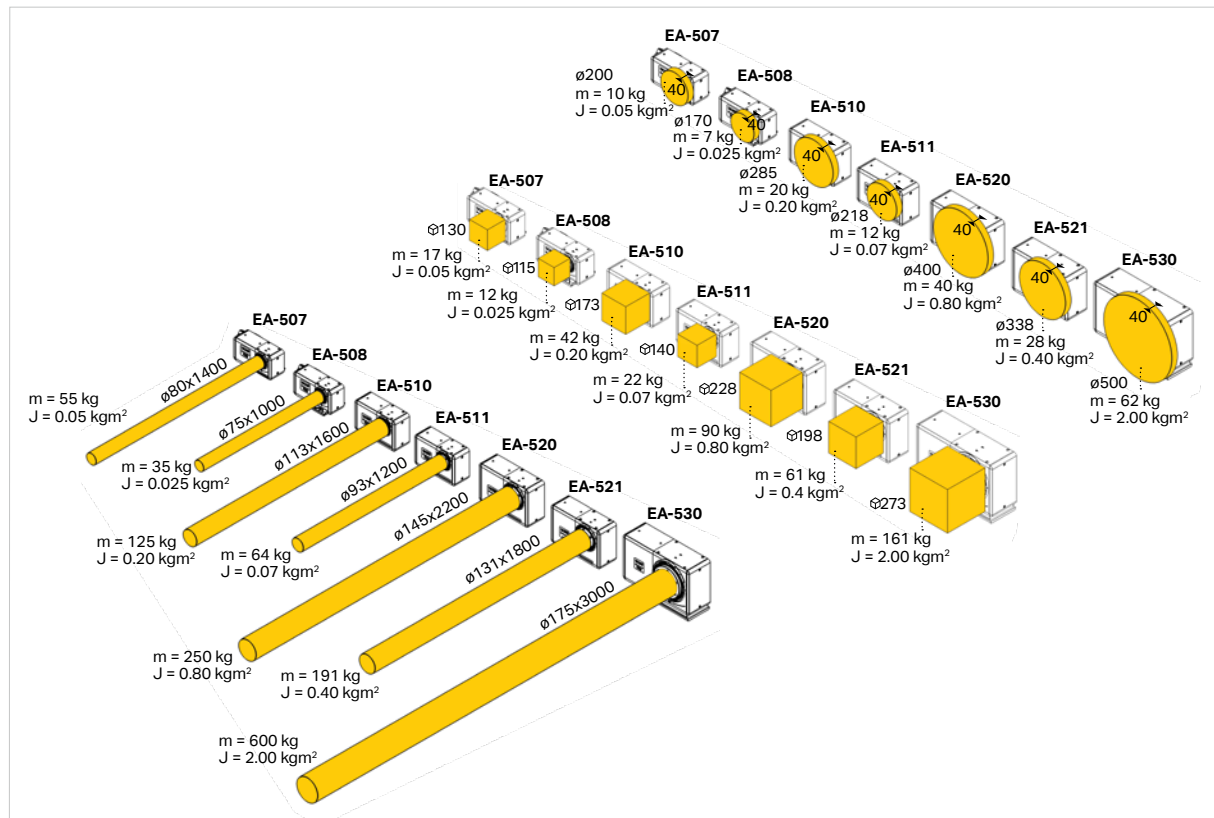 EA-507
ø200
m = 10 kg
J = 0.05 kgm²
40
EA-508
ø170
m = 7 kg
J = 0.025 kgm²
40
EA-510
ø285
m = 20 kg
J = 0.20 kgm²
40
EA-511
ø218
m = 12 kg
J = 0.07 kgm²
40
EA-520
ø400
m = 40 kg
J = 0.80 kgm²
40
EA-521
ø338
m = 28 kg
J = 0.40 kgm²
40
EA-530
ø500
m = 62 kg
J = 2.00 kgm²
40
EA-507
130
m = 17 kg
J = 0.05 kgm²
EA-508
115
m = 12 kg
J = 0.025 kgm²
EA-510
173
m = 42 kg
J = 0.20 kgm²
EA-511
140
m = 22 kg
J = 0.07 kgm²
EA-520
228
m = 90 kg
J = 0.80 kgm²
EA-521
198
m = 61 kg
J = 0.4 kgm²
EA-530
273
m = 161 kg
J = 2.00 kgm²
EA-507
ø80x1400
m = 55 kg
J = 0.05 kgm²
EA-508
ø75x1000
m = 35 kg
J = 0.025 kgm²
EA-510
ø113x1600
m = 125 kg
J = 0.20 kgm²
EA-511
ø93x1200
m = 64 kg
J = 0.07 kgm²
EA-520
ø145x2200
m = 250 kg
J = 0.80 kgm²
EA-521
ø131x1800
m = 191 kg
J = 0.40 kgm²
EA-530
ø175x3000
m = 600 kg
J = 2.00 kgm²